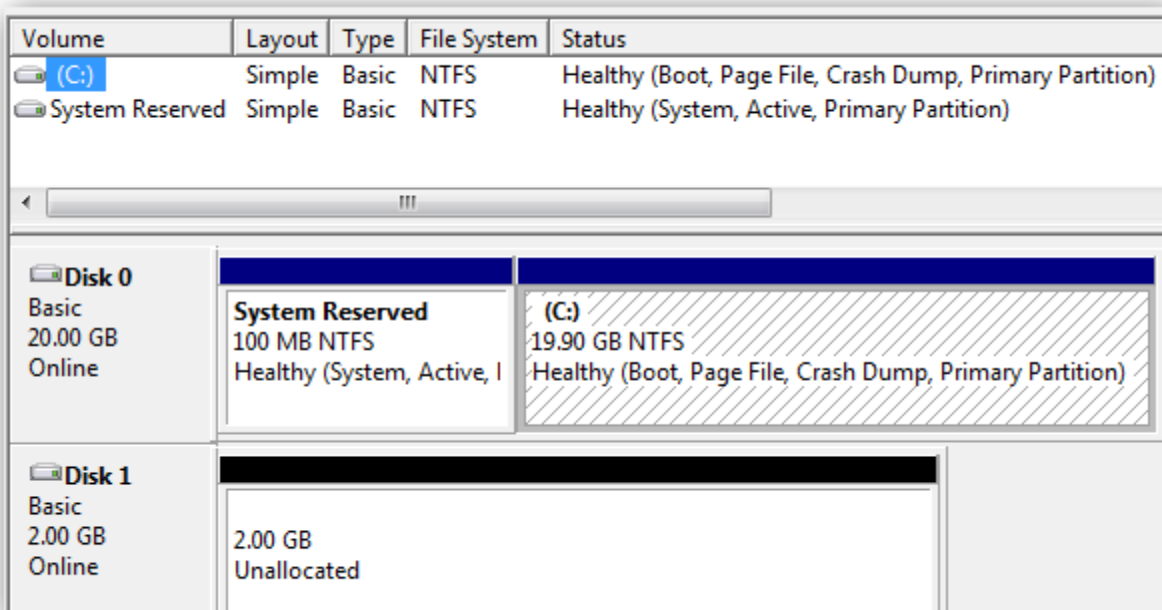 Volume Layout Type File System Status
(C:) Simple Basic NTFS Healthy (Boot, Page File, Crash Dump, Primary Partition)
System Reserved Simple Basic NTFS Healthy (System, Active, Primary Partition)
Disk 0
Basic
20.00 GB
Online
System Reserved
100 MB NTFS
Healthy (System, Active,
(C:)
19.90 GB NTFS
Healthy (Boot, Page File, Crash Dump, Primary Partition)
Disk 1
Basic
2.00 GB
Online
2.00 GB
Unallocated